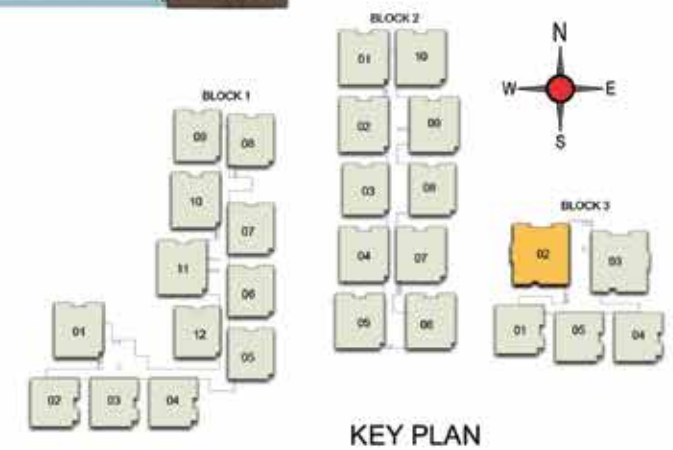 BLOCK 2
01 10
N
W E
S
BLOCK 1
09 08
02 09
10
03 08
07
BLOCK 3
11
04 07
02 03
06
01
12
05 06
01 05 04
05
02 03 04
KEY PLAN